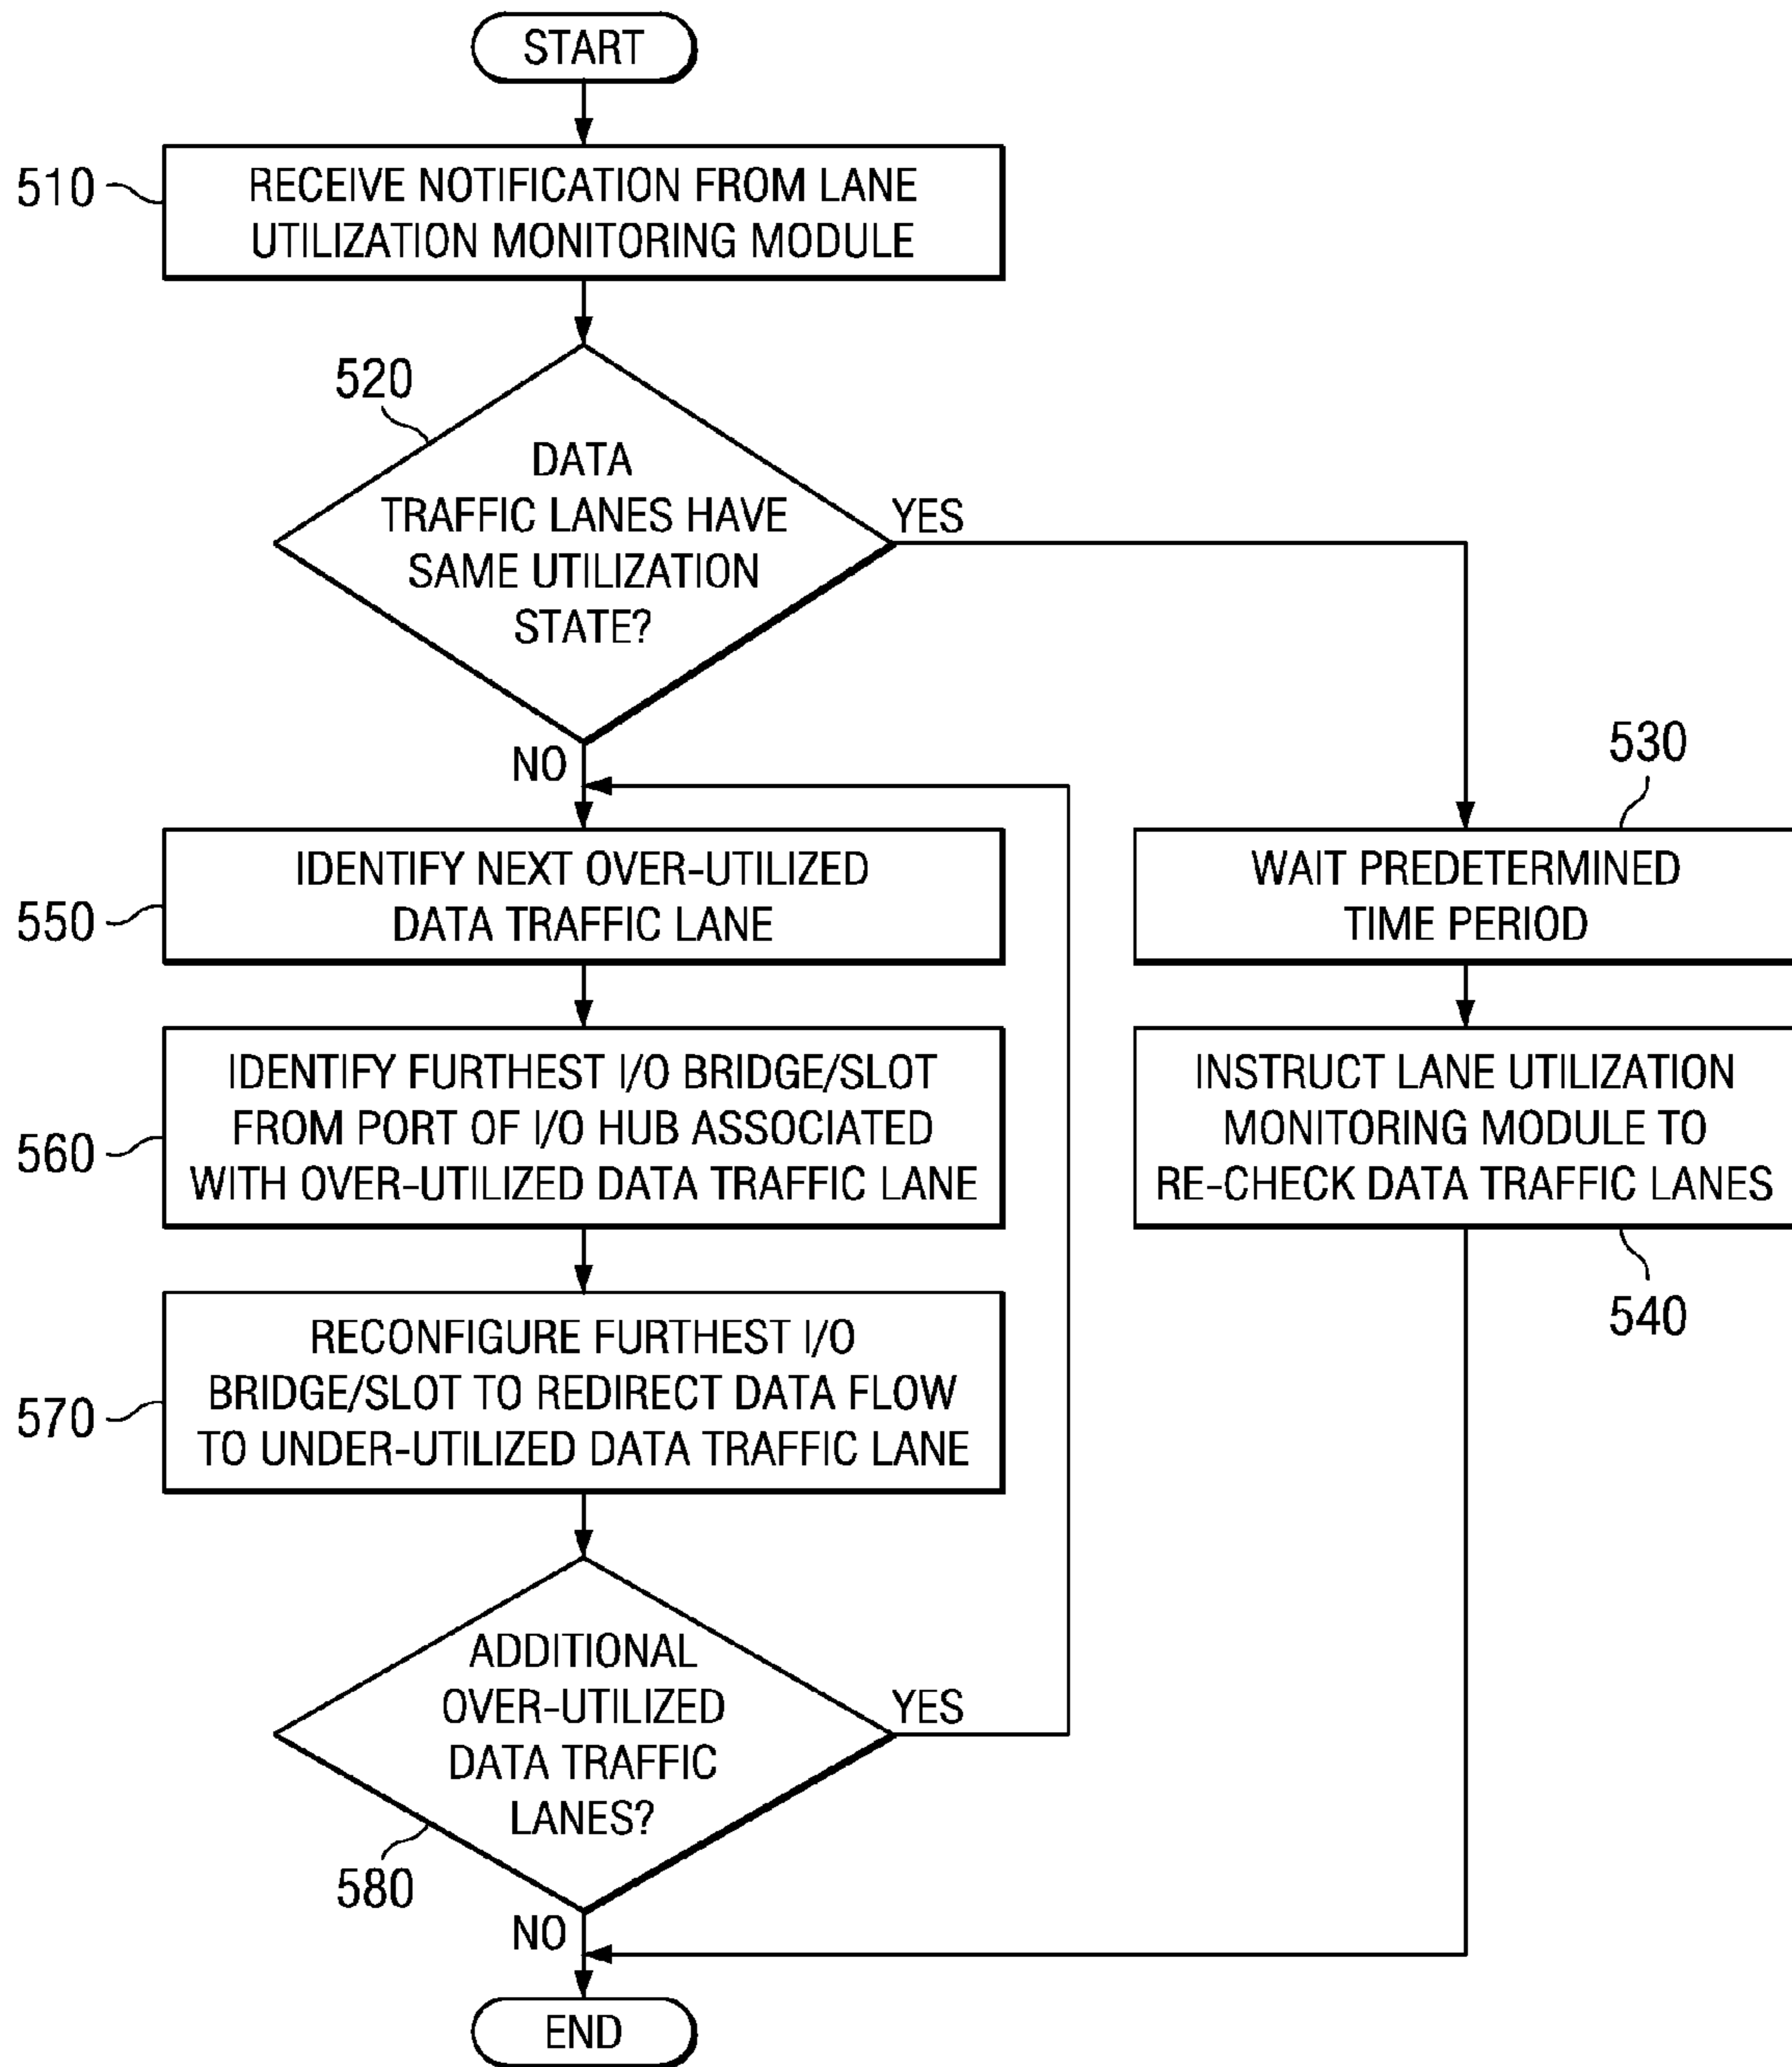 START
510
RECEIVE NOTIFICATION FROM LANE
UTILIZATION MONITORING MODULE
520
DATA
TRAFFIC LANES HAVE
SAME UTILIZATION
STATE?
YES
NO
530
WAIT PREDETERMINED
TIME PERIOD
INSTRUCT LANE UTILIZATION
MONITORING MODULE TO
RE-CHECK DATA TRAFFIC LANES
540
550
IDENTIFY NEXT OVER-UTILIZED
DATA TRAFFIC LANE
560
IDENTIFY FURTHEST I/O BRIDGE/SLOT
FROM PORT OF I/O HUB ASSOCIATED
WITH OVER-UTILIZED DATA TRAFFIC LANE
570
RECONFIGURE FURTHEST I/O
BRIDGE/SLOT TO REDIRECT DATA FLOW
TO UNDER-UTILIZED DATA TRAFFIC LANE
ADDITIONAL
OVER-UTILIZED
DATA TRAFFIC
LANES?
YES
580
NO
END